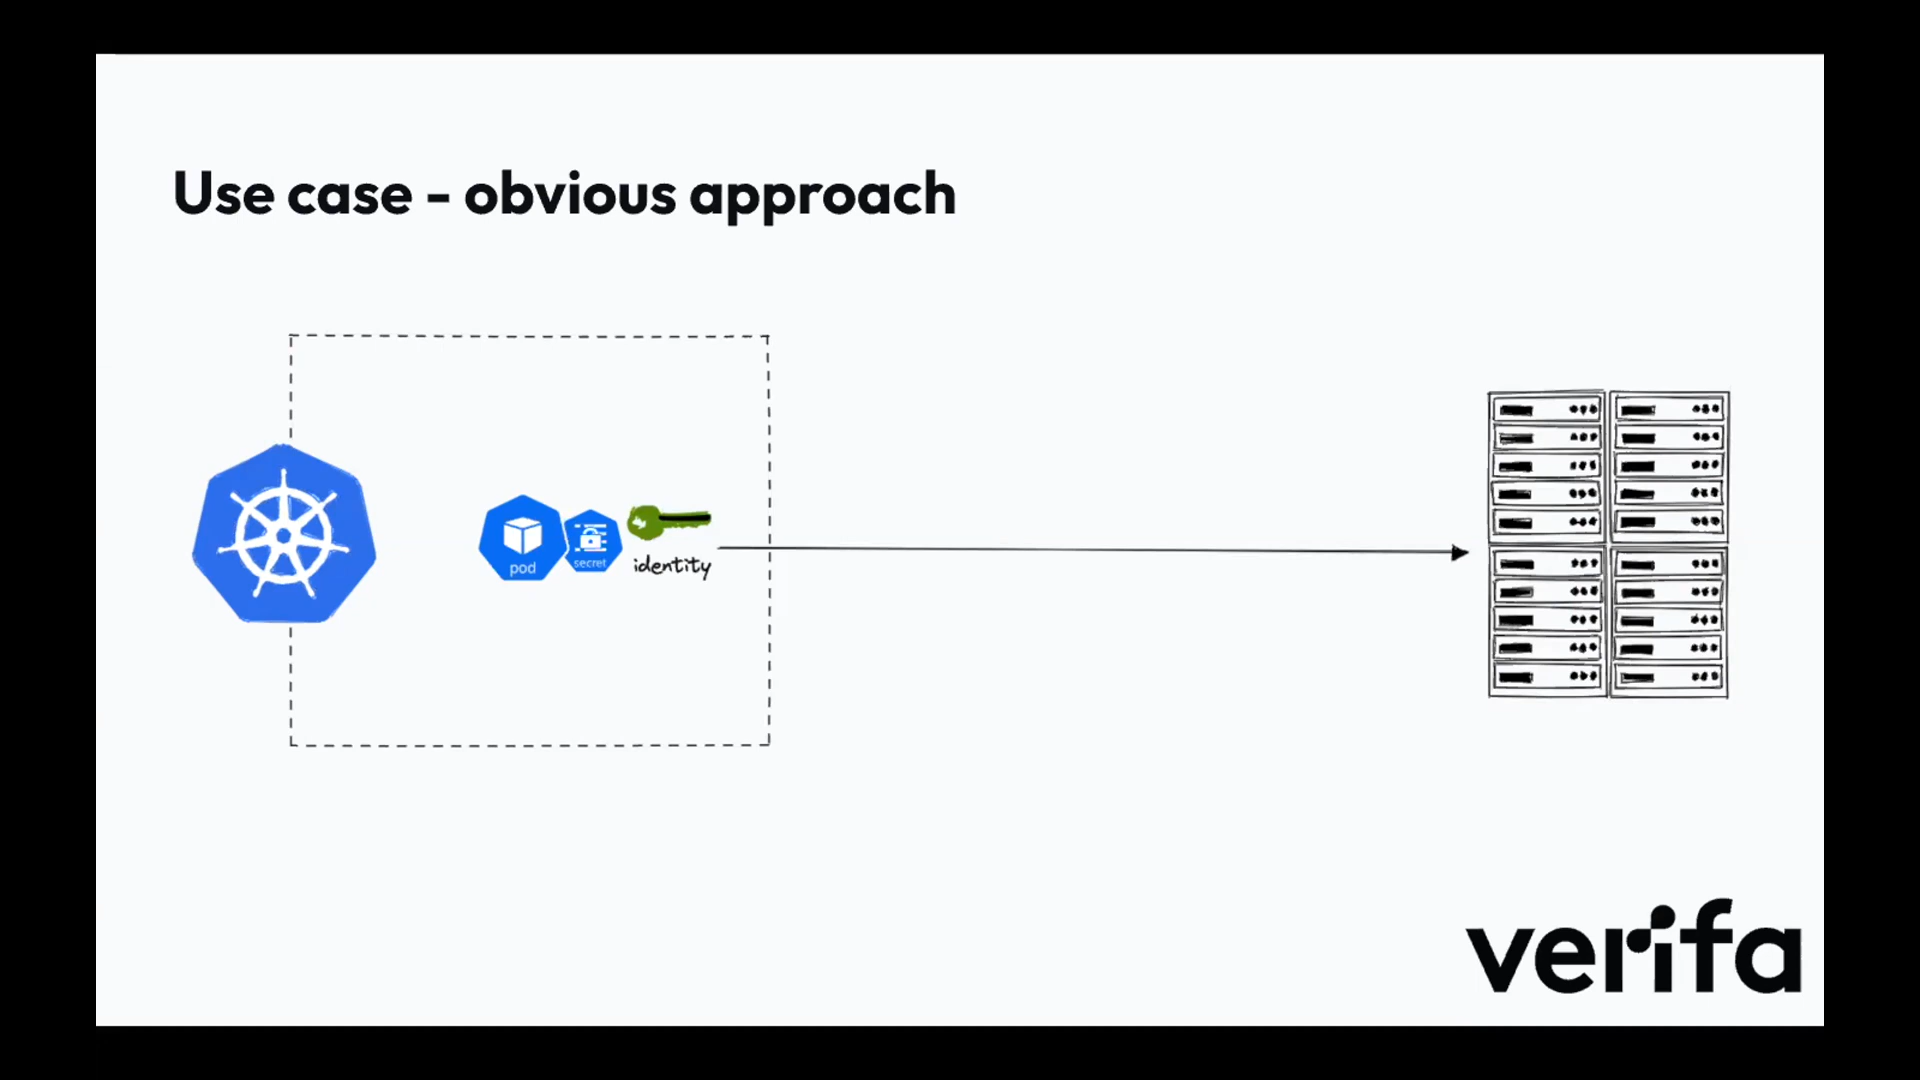 Use case - obvious approach
pod
secret
identity
verifa